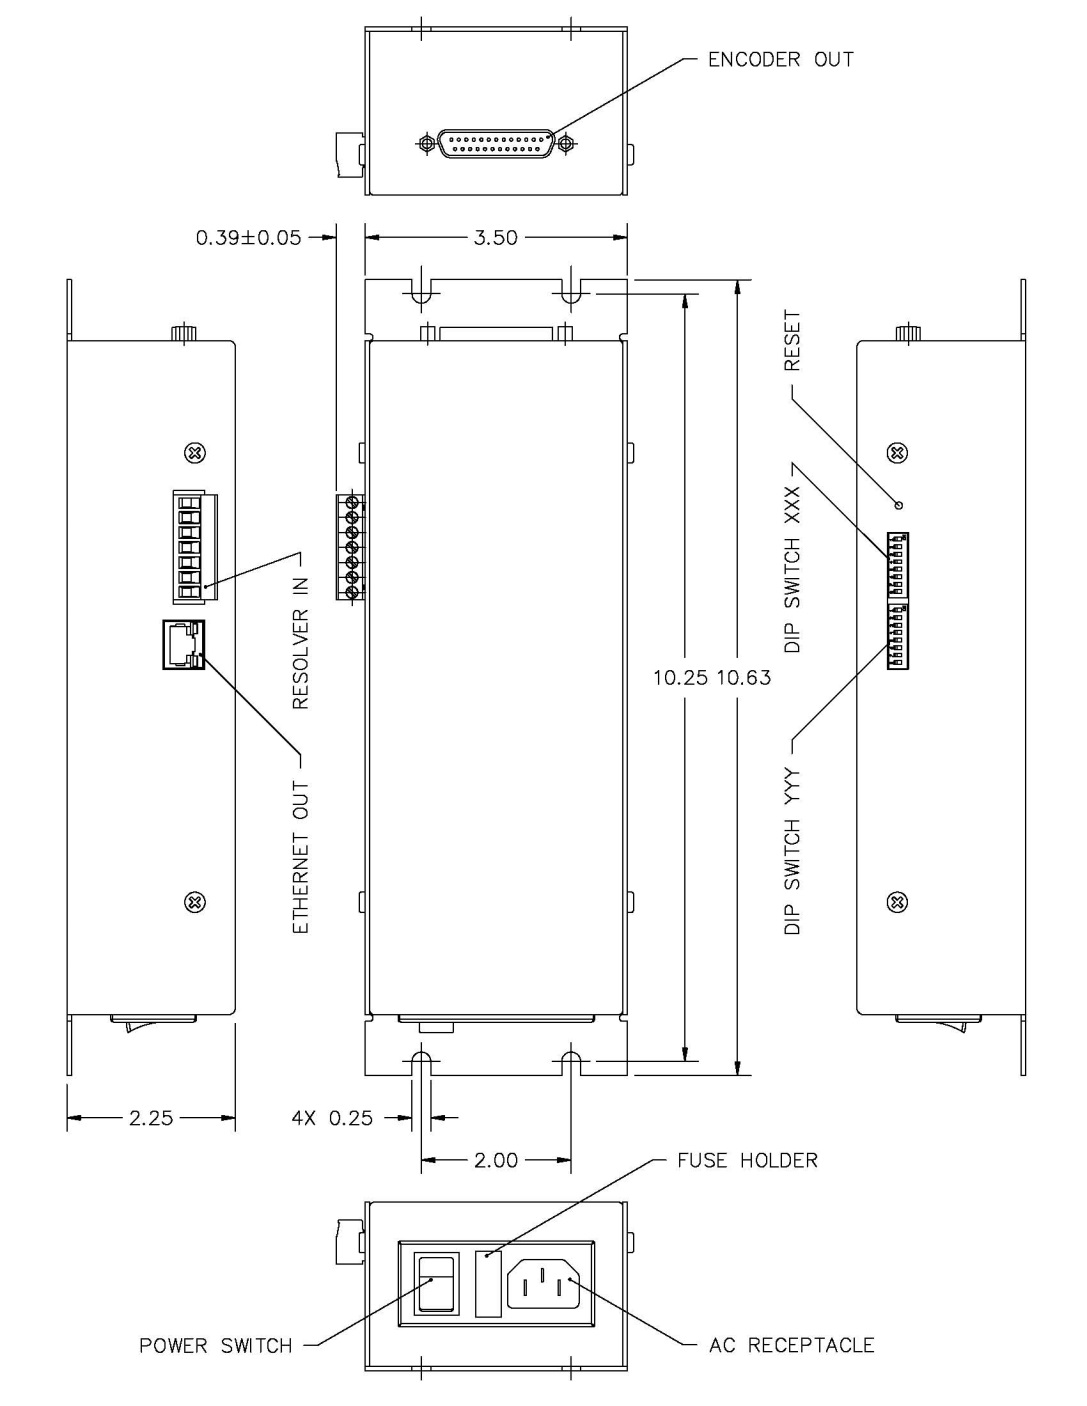 ENCODER OUT
0.39±0.05
3.50
RESET
DIP SWITCH XXX
RESOLVER IN
10.25
10.63
ETHERNET OUT
DIP SWITCH YYY
2.25
4X 0.25
2.00
FUSE HOLDER
POWER SWITCH
AC RECEPTACLE